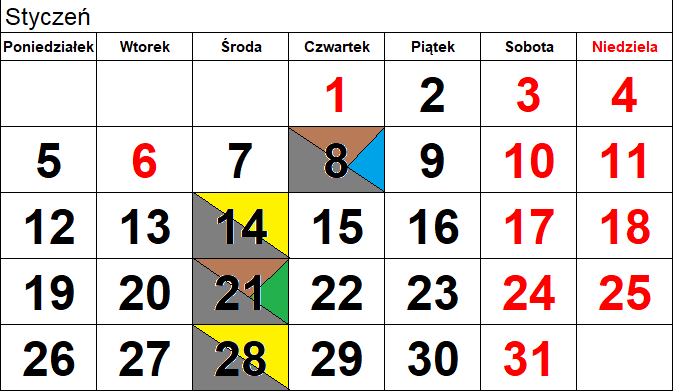 Styczeń
Poniedziałek Wtorek Środa Czwartek Piątek Sobota Niedziela
1 2 3 4
5 6 7 8 9 10 11
12 13 14 15 16 17 18
19 20 21 22 23 24 25
26 27 28 29 30 31